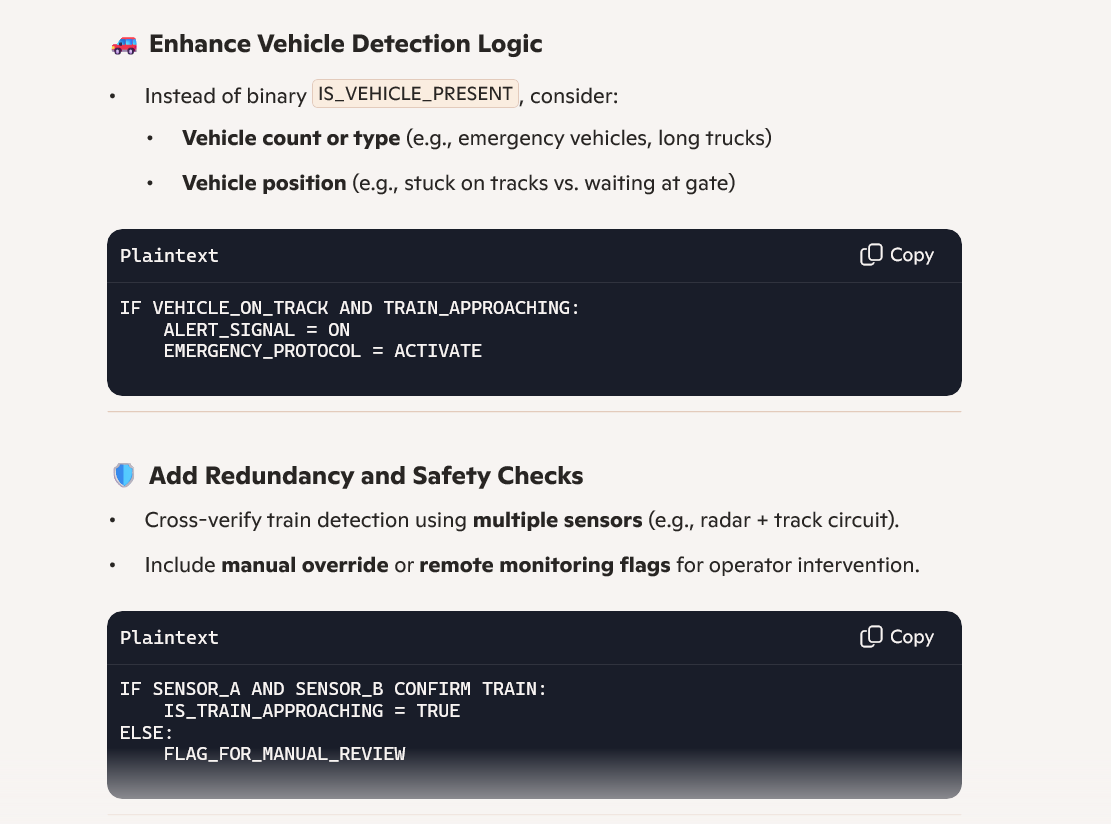 Enhance Vehicle Detection Logic
• Instead of binary IS_VEHICLE_PRESENT, consider:
• Vehicle count or type (e.g., emergency vehicles, long trucks)
• Vehicle position (e.g., stuck on tracks vs. waiting at gate)
Plaintext Copy
IF VEHICLE_ON_TRACK AND TRAIN_APPROACHING:
    ALERT_SIGNAL = ON
    EMERGENCY_PROTOCOL = ACTIVATE
Add Redundancy and Safety Checks
• Cross-verify train detection using multiple sensors (e.g., radar + track circuit).
• Include manual override or remote monitoring flags for operator intervention.
Plaintext Copy
IF SENSOR_A AND SENSOR_B CONFIRM TRAIN:
    IS_TRAIN_APPROACHING = TRUE
ELSE:
    FLAG_FOR_MANUAL_REVIEW